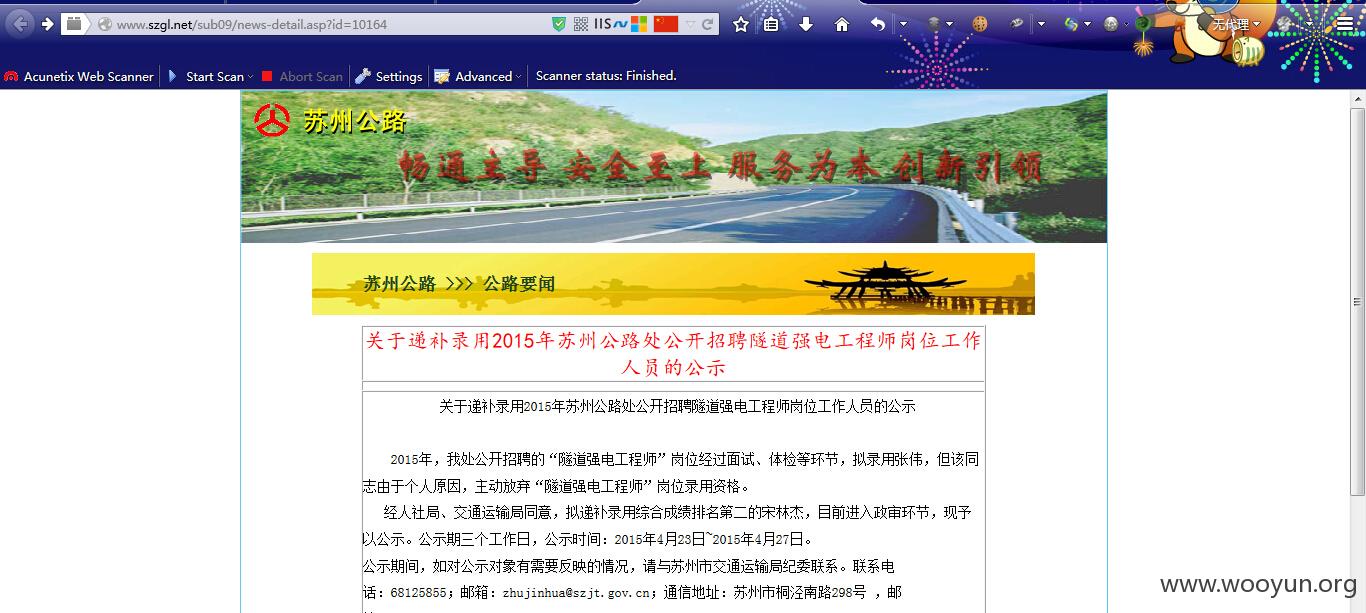 www.szgl.net/sub09/news-detail.asp?id=10164
IIS
无代理
Acunetix Web Scanner
Start Scan
Abort Scan
Settings
Advanced
Scanner status: Finished.
苏州公路
畅通主导 安全至上 服务为本 创新引领
苏州公路 >>> 公路要闻
关于递补录用2015年苏州公路处公开招聘隧道强电工程师岗位工作
人员的公示
关于递补录用2015年苏州公路处公开招聘隧道强电工程师岗位工作人员的公示
2015年，我处公开招聘的“隧道强电工程师”岗位经过面试、体检等环节，拟录用张伟，但该同
志由于个人原因，主动放弃“隧道强电工程师”岗位录用资格。
经人社局、交通运输局同意，拟递补录用综合成绩排名第二的宋林杰，目前进入政审环节，现予
以公示。公示期三个工作日，公示时间：2015年4月23日~2015年4月27日。
公示期间，如对公示对象有需要反映的情况，请与苏州市交通运输局纪委联系。联系电
话：68125855；邮箱：zhujinhua@szjt.gov.cn；通信地址：苏州市桐泾南路298号 ，邮
www.wooyun.org